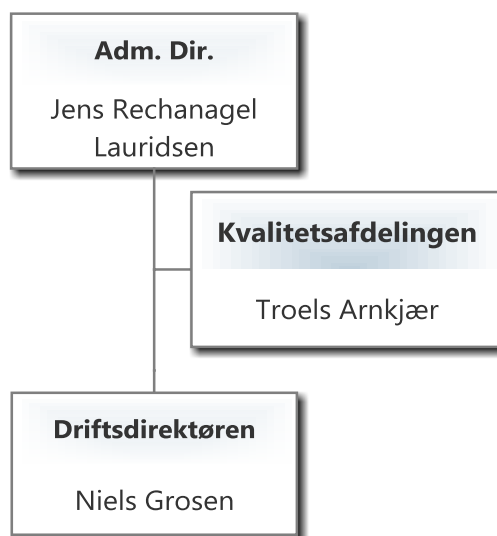 Adm. Dir.
Jens Rechanagel
Lauridsen
Kvalitetsafdelingen
Troels Arnkjær
Driftsdirektøren
Niels Grosen